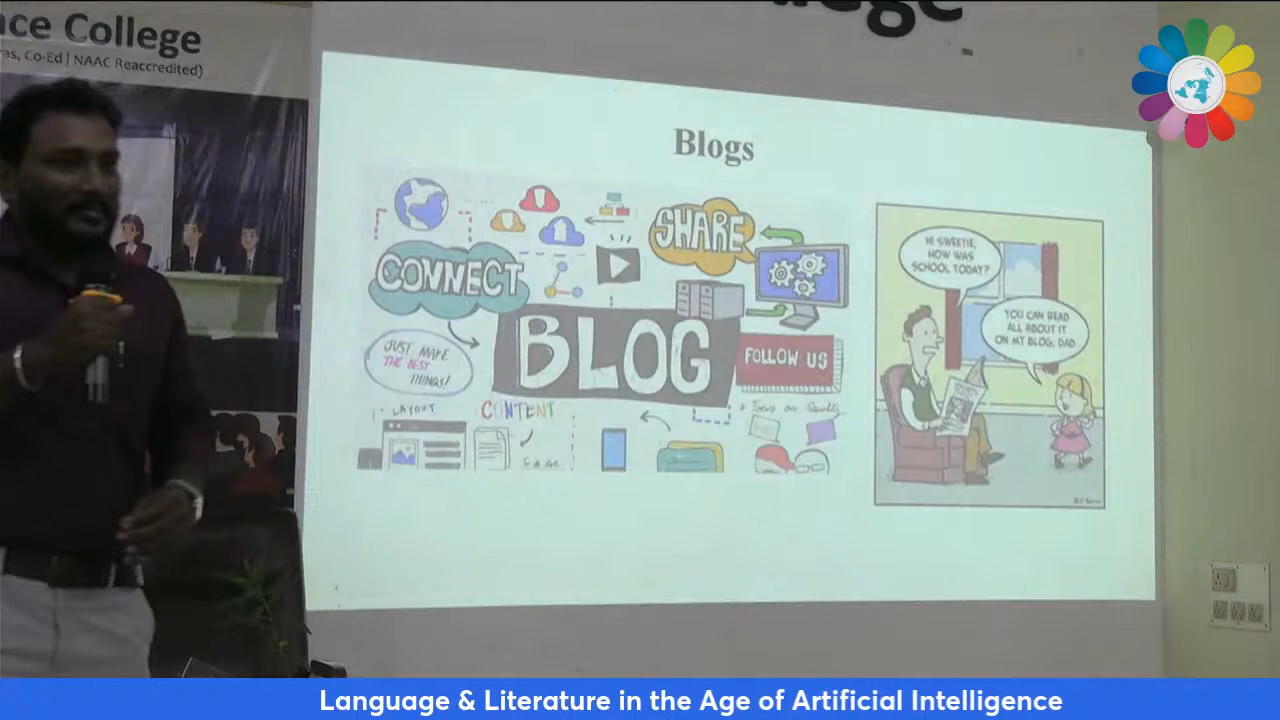 nce College
ras, Co-Ed | NAAC Reaccredited)
Blogs
CONNECT
SHARE
BLOG
JUST MAKE
THE BEST
THINGS!
FOLLOW US
LAYOUT
CONTENT
HI SWEETIE,
HOW WAS
SCHOOL TODAY?
YOU CAN READ
ALL ABOUT IT
ON MY BLOG, DAD.
Language & Literature in the Age of Artificial Intelligence